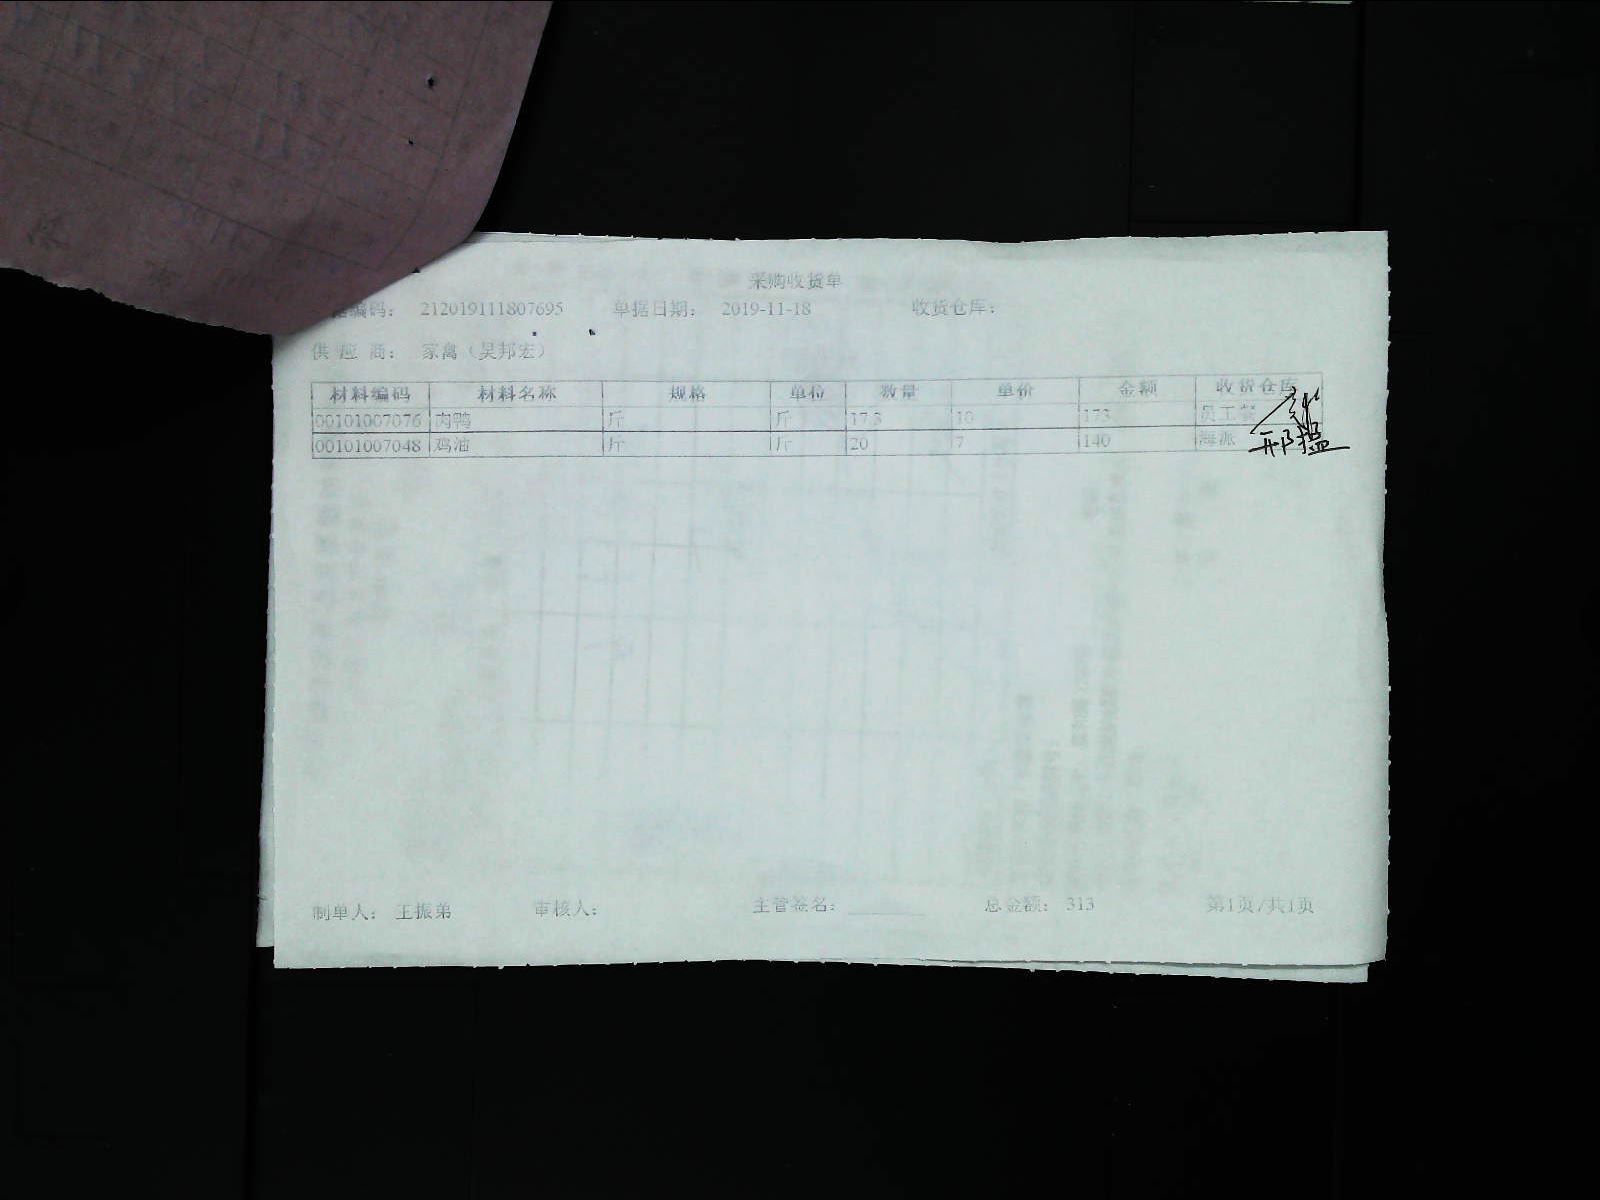 采购收货单
编码： 212019111807695 单据日期： 2019-11-18 收货仓库：
供 应 商： 家禽（吴邦宏）
材料编码 材料名称 规格 单位 数量 单价 金额 收货仓库
00101007076 肉鸭 斤 斤 17.3 10 173 员工餐
00101007048 鸡油 斤 斤 20 7 140 海派
制单人： 王振弟 审核人： 主管签名： 总金额： 313 第1页/共1页